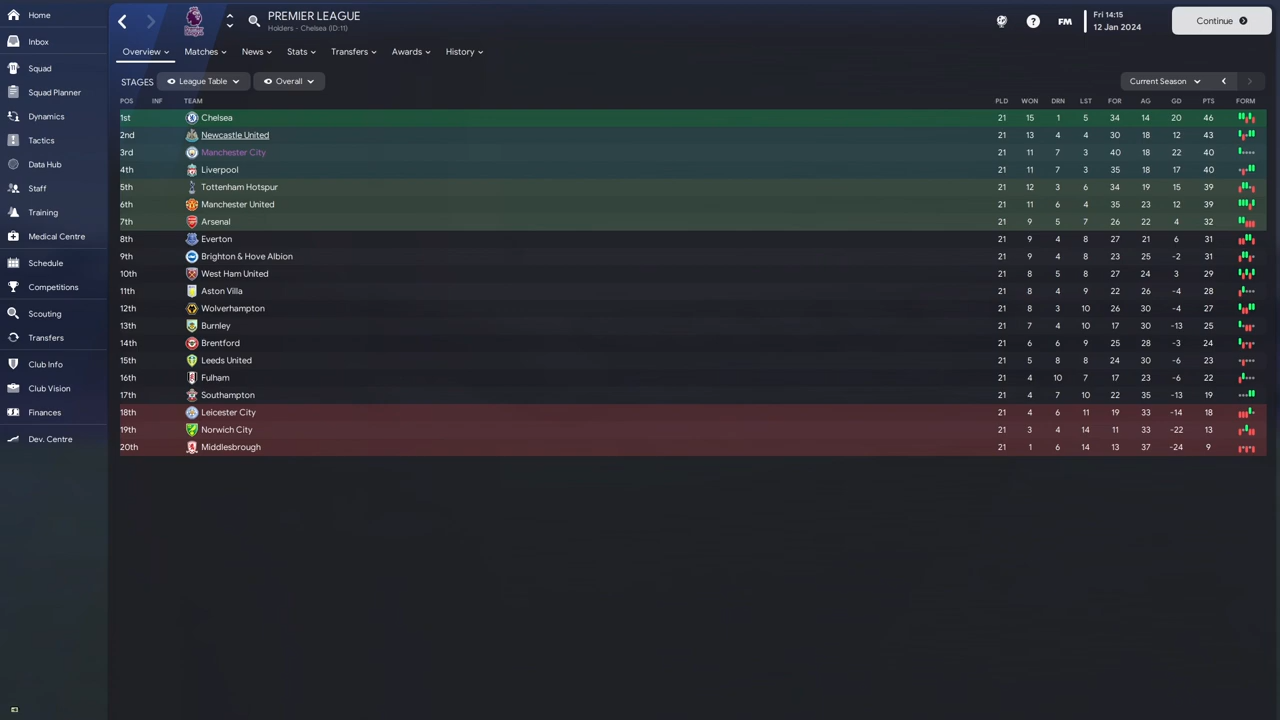 Home
Inbox
Squad
Squad Planner
Dynamics
Tactics
Data Hub
Staff
Training
Medical Centre
Schedule
Competitions
Scouting
Transfers
Club Info
Club Vision
Finances
Dev. Centre
PREMIER LEAGUE
Holders - Chelsea (ID:11)
? FM
Fri 14:15
12 Jan 2024
Continue
Overview Matches News Stats Transfers Awards History
STAGES League Table Overall Current Season
POS INF TEAM PLD WON DRN LST FOR AG GD PTS FORM
1st Chelsea 21 15 1 5 34 14 20 46
2nd Newcastle United 21 13 4 4 30 18 12 43
3rd Manchester City 21 11 7 3 40 18 22 40
4th Liverpool 21 11 7 3 35 18 17 40
5th Tottenham Hotspur 21 12 3 6 34 19 15 39
6th Manchester United 21 11 6 4 35 23 12 39
7th Arsenal 21 9 5 7 26 22 4 32
8th Everton 21 9 4 8 27 21 6 31
9th Brighton & Hove Albion 21 9 4 8 23 25 -2 31
10th West Ham United 21 8 5 8 27 24 3 29
11th Aston Villa 21 8 4 9 22 26 -4 28
12th Wolverhampton 21 8 3 10 26 30 -4 27
13th Burnley 21 7 4 10 17 30 -13 25
14th Brentford 21 6 6 9 25 28 -3 24
15th Leeds United 21 5 8 8 24 30 -6 23
16th Fulham 21 4 10 7 17 23 -6 22
17th Southampton 21 4 7 10 22 35 -13 19
18th Leicester City 21 4 6 11 19 33 -14 18
19th Norwich City 21 3 4 14 11 33 -22 13
20th Middlesbrough 21 1 6 14 13 37 -24 9